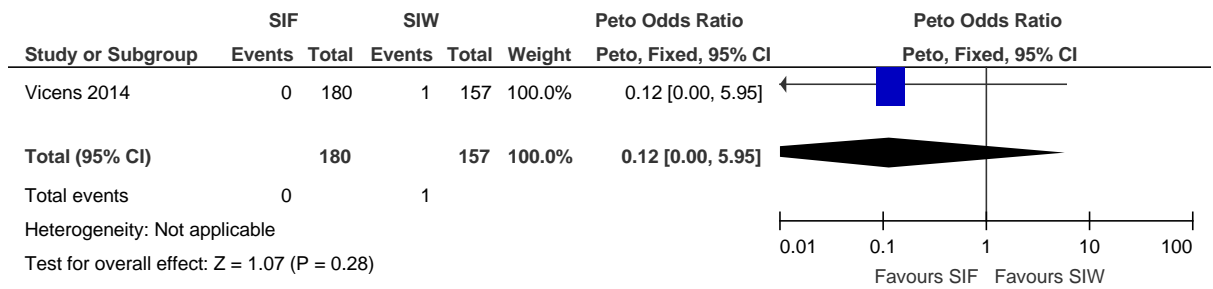 SIF SIW Peto Odds Ratio Peto Odds Ratio
Study or Subgroup Events Total Events Total Weight Peto, Fixed, 95% CI Peto, Fixed, 95% CI
Vicens 2014 0 180 1 157 100.0% 0.12 [0.00, 5.95]
Total (95% CI) 180 157 100.0% 0.12 [0.00, 5.95]
Total events 0 1
Heterogeneity: Not applicable
Test for overall effect: Z = 1.07 (P = 0.28)
0.01 0.1 1 10 100
Favours SIF Favours SIW